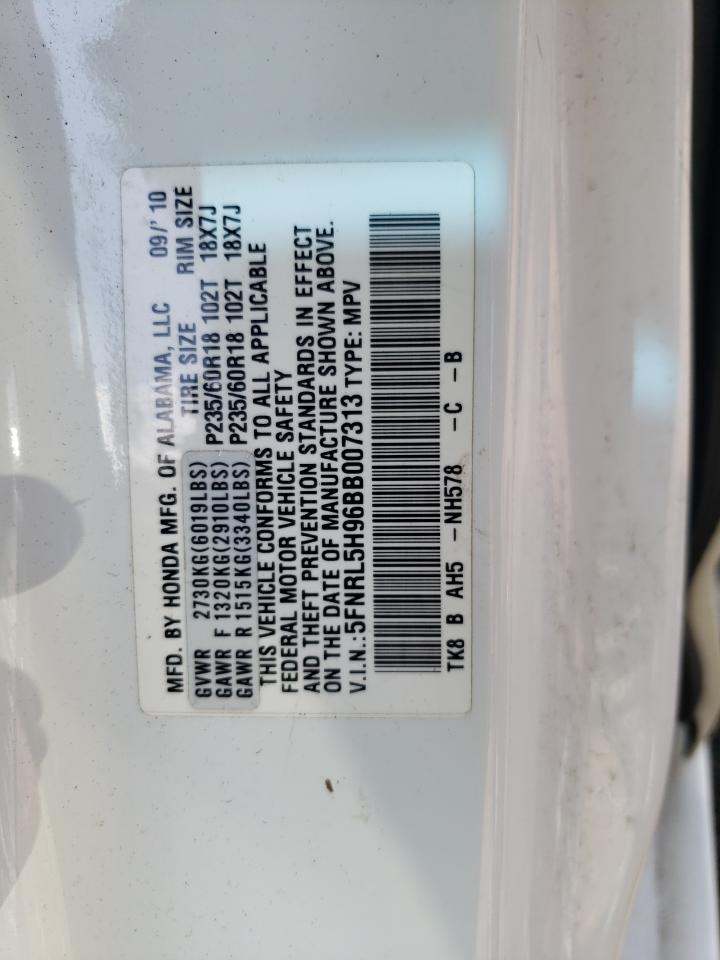 MFD. BY HONDA MFG. OF ALABAMA, LLC 09/'10
TIRE SIZE RIM SIZE
GVWR 2730KG(6019LBS)
GAWR F 1320KG(2910LBS) P235/60R18 102T 18X7J
GAWR R 1515KG(3340LBS) P235/60R18 102T 18X7J
THIS VEHICLE CONFORMS TO ALL APPLICABLE
FEDERAL MOTOR VEHICLE SAFETY
AND THEFT PREVENTION STANDARDS IN EFFECT
ON THE DATE OF MANUFACTURE SHOWN ABOVE.
V.I.N.:5FNRL5H96BB007313 TYPE: MPV
TK8 B AH5 -NH578 -C -B